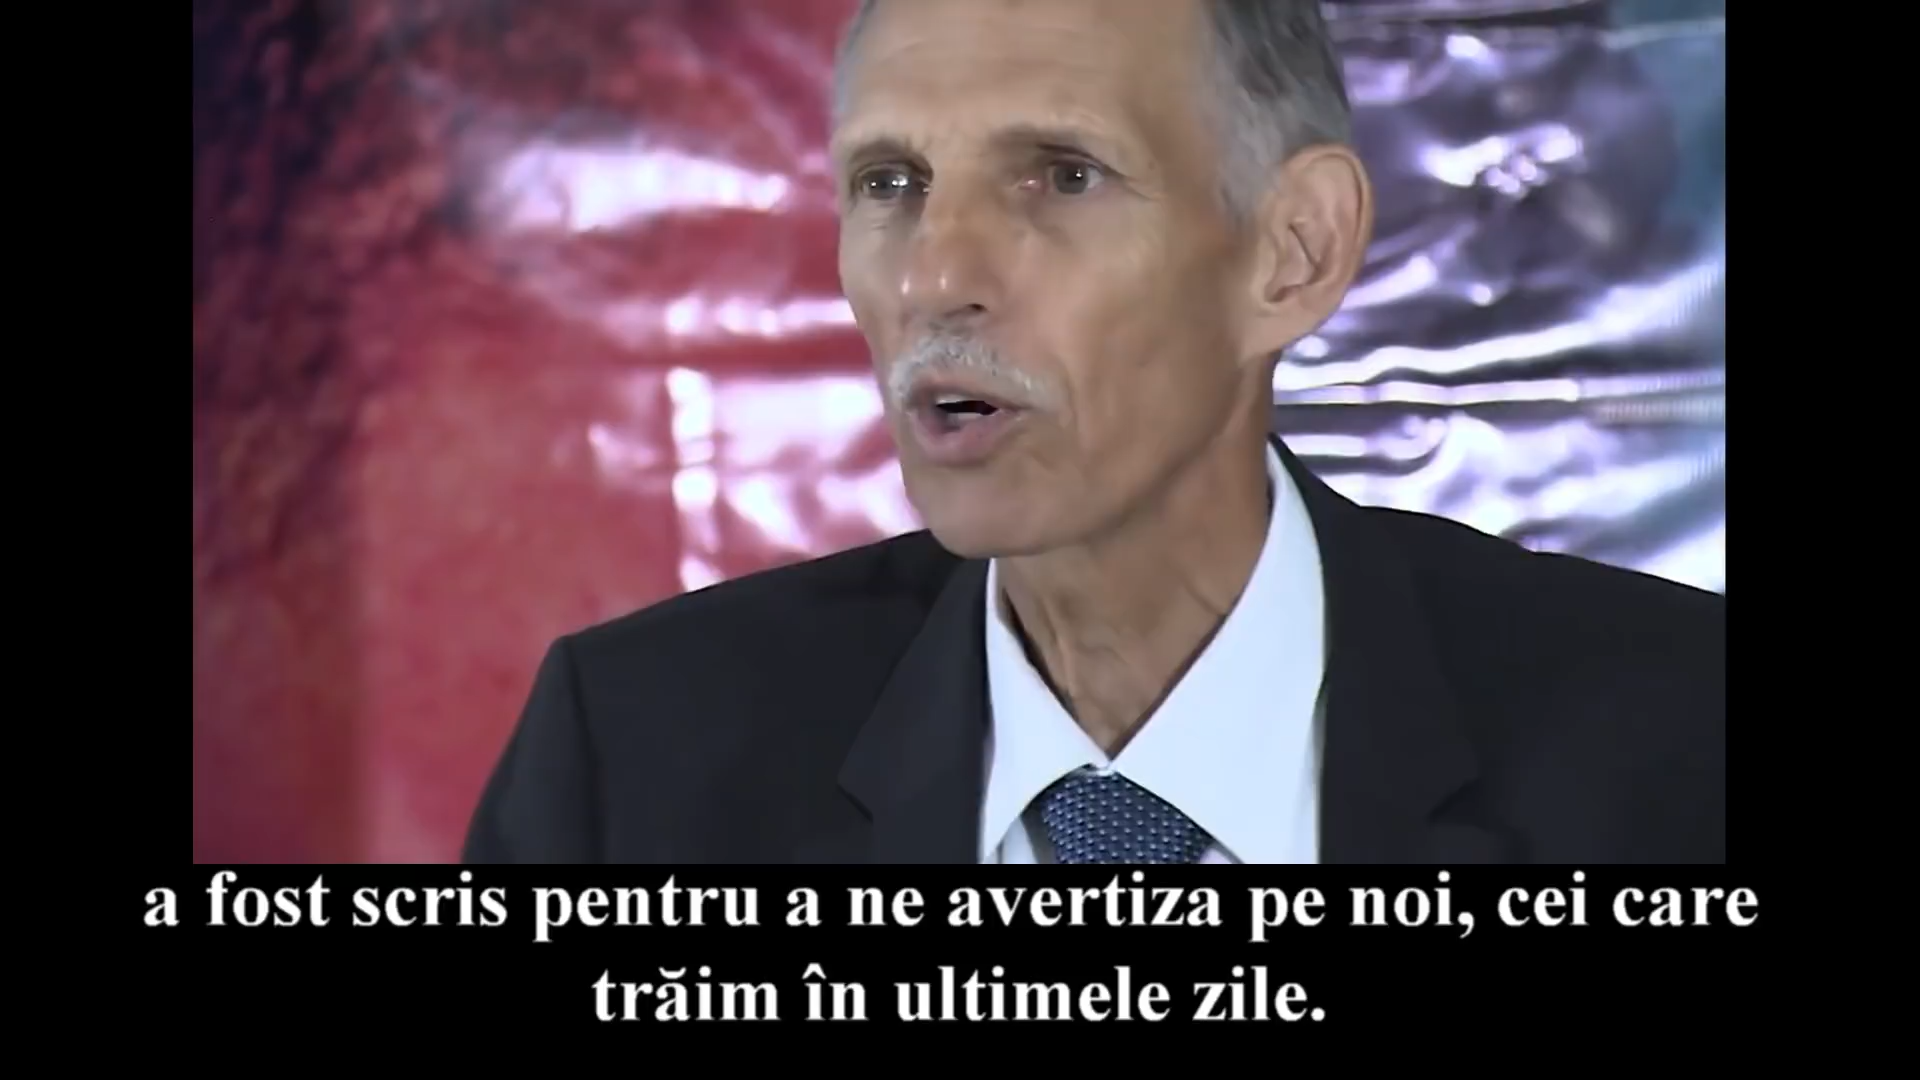 a fost scris pentru a ne avertiza pe noi, cei care
trăim în ultimele zile.